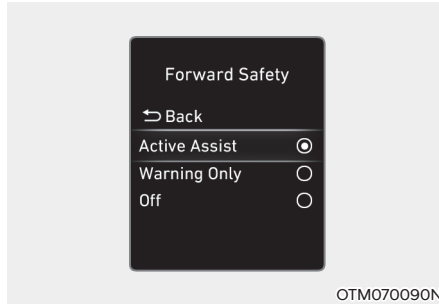 Forward Safety
Back
Active Assist
Warning Only
Off
OTM070090N